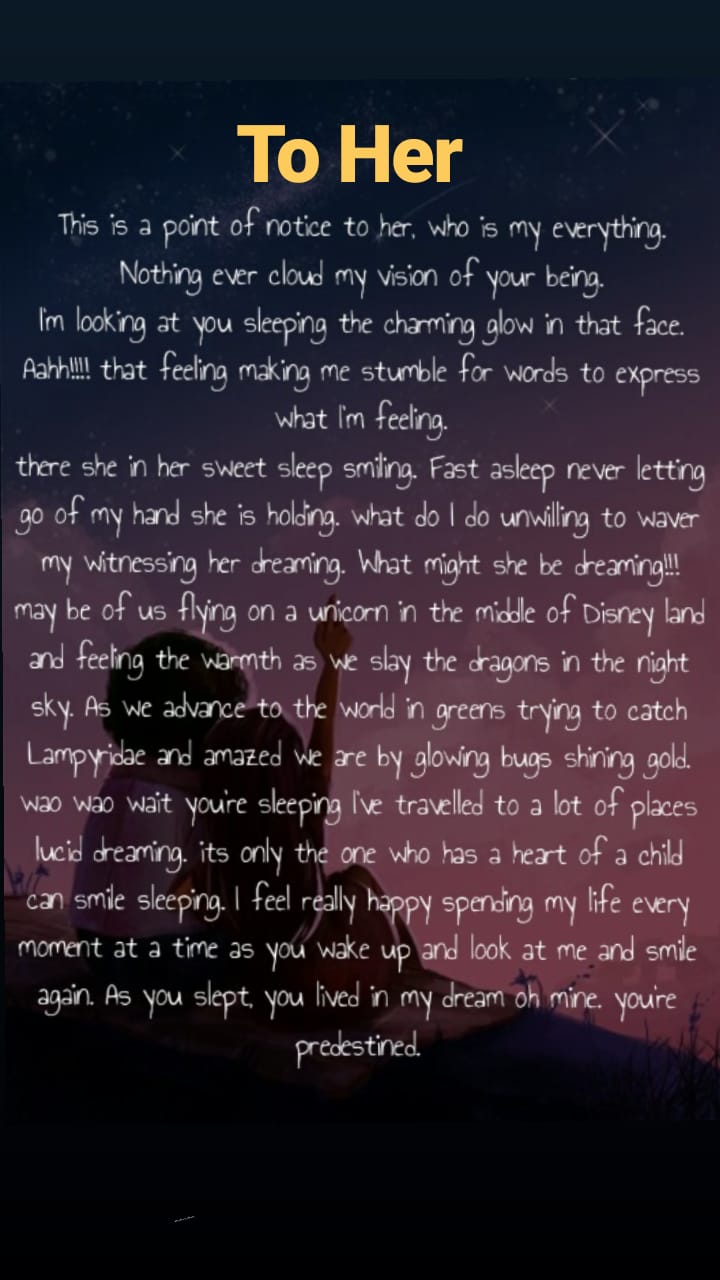 To Her
This is a point of notice to her, who is my everything.
Nothing ever cloud my vision of your being.
I'm looking at you sleeping the charming glow in that face.
Aahh!!!! that feeling making me stumble for words to express
what I'm feeling.
there she in her sweet sleep smiling. Fast asleep never letting
go of my hand she is holding. what do I do unwilling to waver
my witnessing her dreaming. What might she be dreaming!!!
may be of us flying on a unicorn in the middle of Disney land
and feeling the warmth as we slay the dragons in the night
sky. As we advance to the world in greens trying to catch
Lampyridae and amazed we are by glowing bugs shining gold.
wao wao wait you're sleeping I've travelled to a lot of places
lucid dreaming. its only the one who has a heart of a child
can smile sleeping. I feel really happy spending my life every
moment at a time as you wake up and look at me and smile
again. As you slept, you lived in my dream oh mine. you're
predestined.